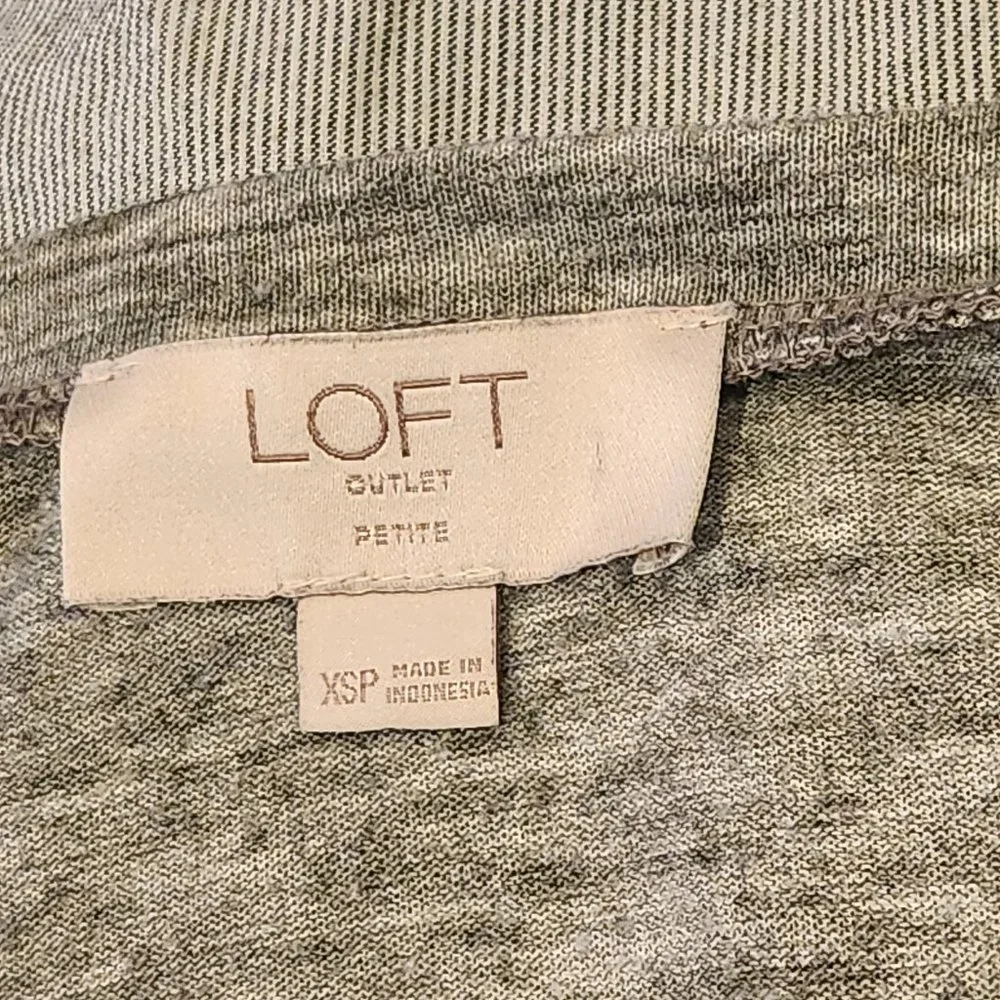 LOFT
OUTLET
PETITE
XSP MADE IN
INDONESIA